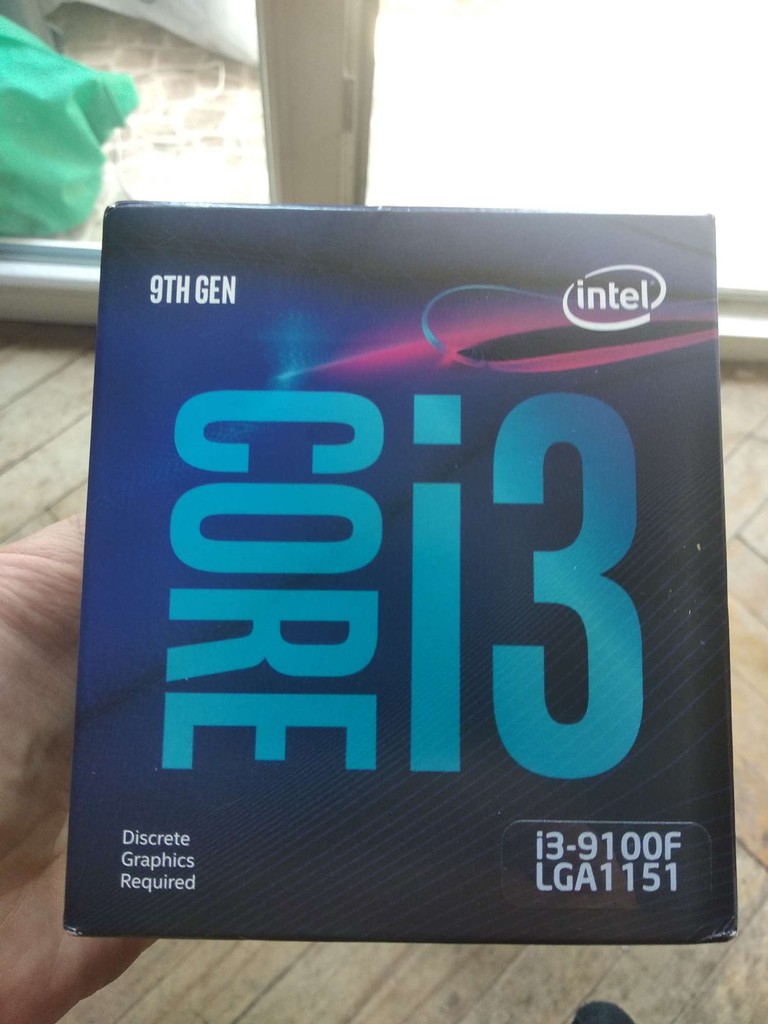 9TH GEN
intel
CORE i3
Discrete
Graphics
Required
i3-9100F
LGA1151